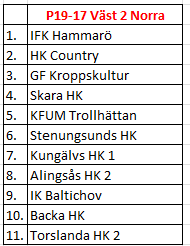 P19-17 Väst 2 Norra
1. IFK Hammarö
2. HK Country
3. GF Kroppskultur
4. Skara HK
5. KFUM Trollhättan
6. Stenungsunds HK
7. Kungälvs HK 1
8. Alingsås HK 2
9. IK Baltichov
10. Backa HK
11. Torslanda HK 2